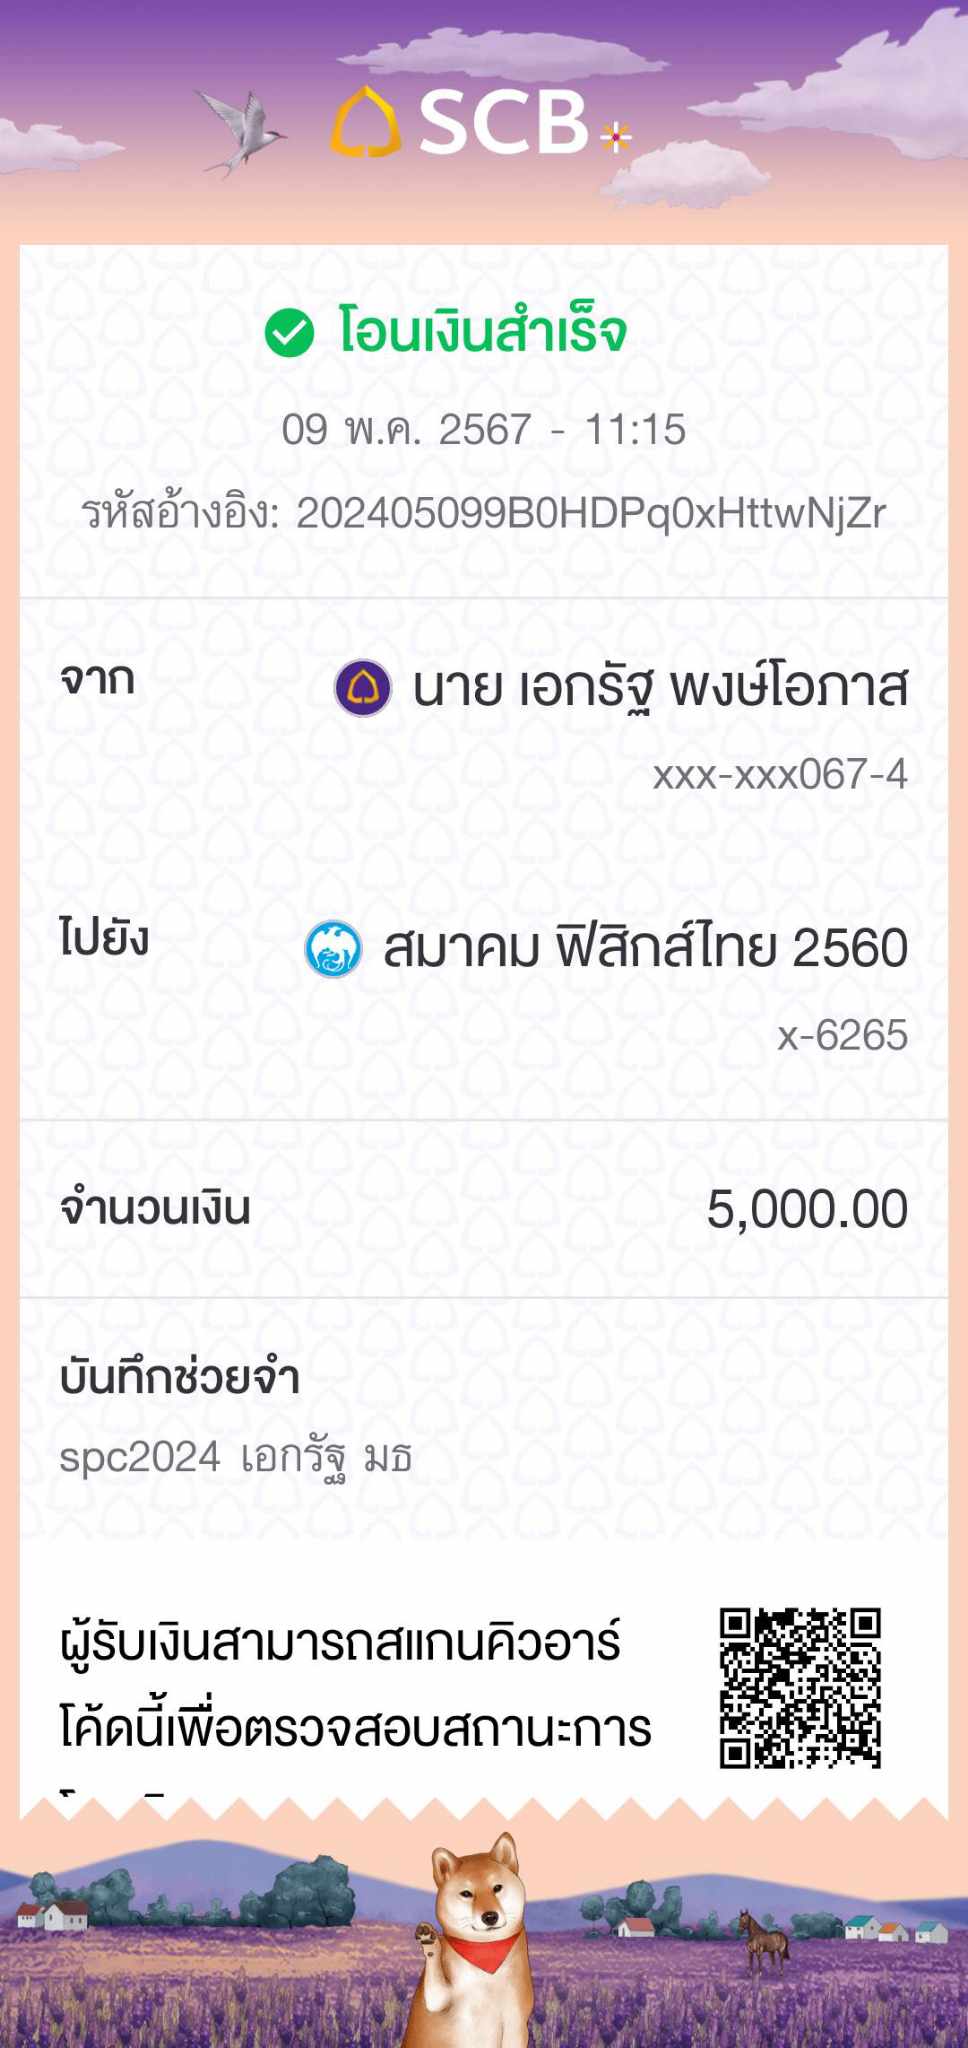 SCB
โอนเงินสำเร็จ
09 พ.ค. 2567 - 11:15
รหัสอ้างอิง: 202405099B0HDPq0xHttwNjZr
จาก
นาย เอกรัฐ พงษ์โอภาส
xxx-xxx067-4
ไปยัง
สมาคม ฟิสิกส์ไทย 2560
x-6265
จำนวนเงิน 5,000.00
บันทึกช่วยจำ
spc2024 เอกรัฐ มธ
ผู้รับเงินสามารถสแกนคิวอาร์
โค้ดนี้เพื่อตรวจสอบสถานะการ